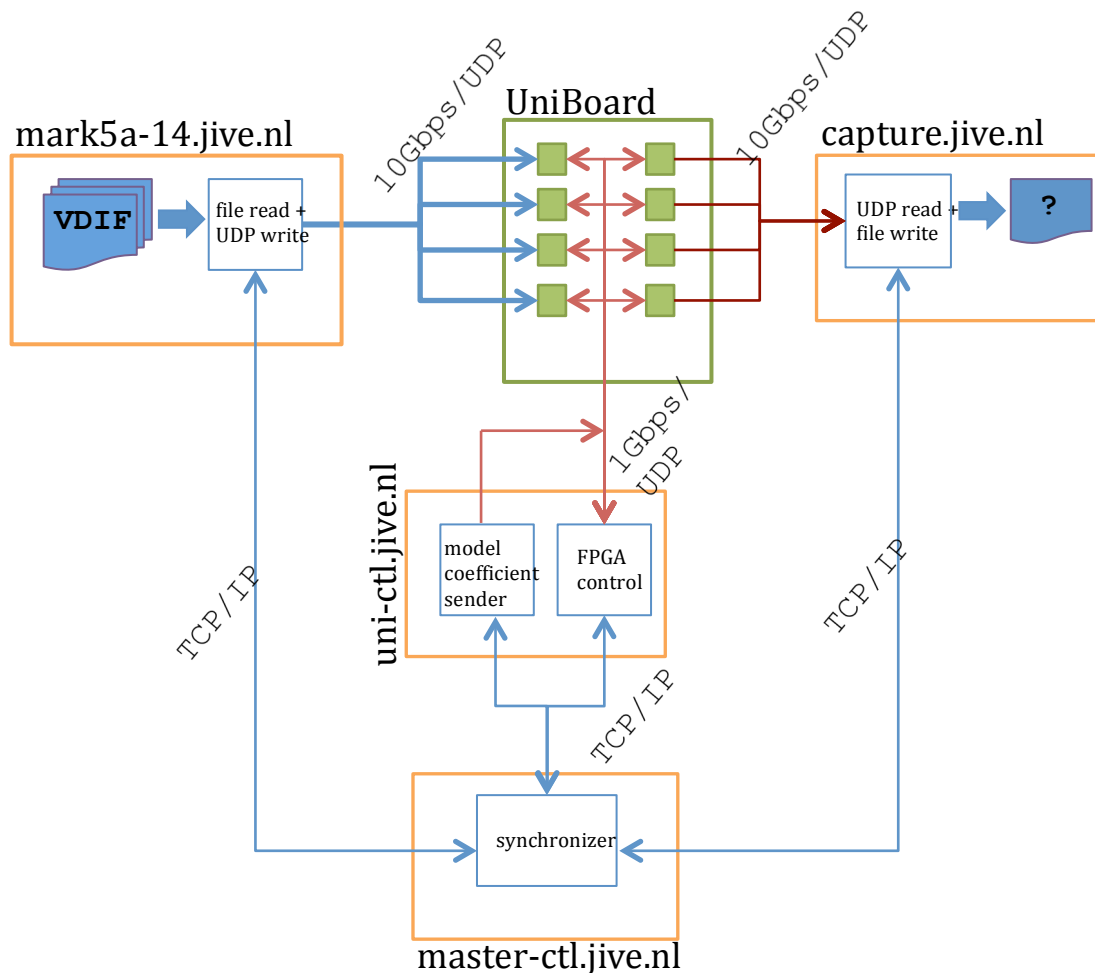 10Gbps/UDP
UniBoard
10Gbps/UDP
mark5a-14.jive.nl
capture.jive.nl
VDIF
file read +
UDP write
UDP read +
file write
?
1Gbps/
UDP
uni-ctl.jive.nl
model
coefficient
sender
FPGA
control
TCP/IP
TCP/IP
TCP/IP
synchronizer
master-ctl.jive.nl